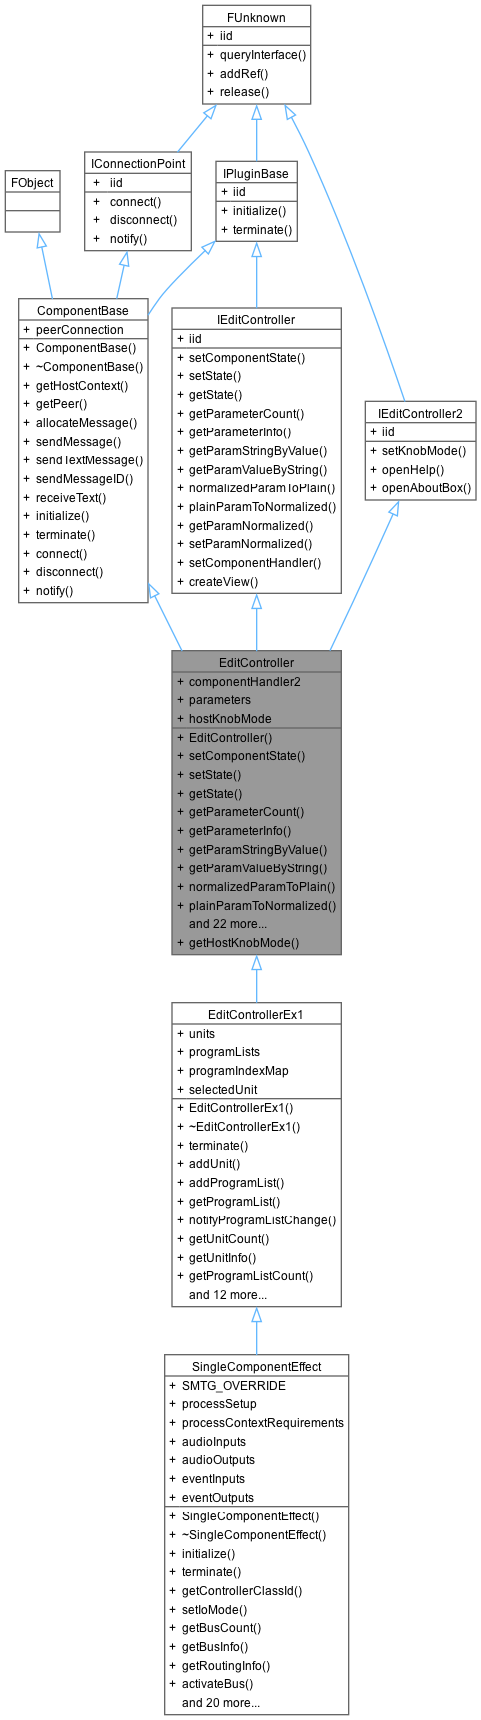 FUnknown
+ iid
+ queryInterface()
+ addRef()
+ release()
IConnectionPoint
+ iid
+ connect()
+ disconnect()
+ notify()
IPluginBase
+ iid
+ initialize()
+ terminate()
FObject
ComponentBase
+ peerConnection
+ ComponentBase()
+ ~ComponentBase()
+ getHostContext()
+ getPeer()
+ allocateMessage()
+ sendMessage()
+ sendTextMessage()
+ sendMessageID()
+ receiveText()
+ initialize()
+ terminate()
+ connect()
+ disconnect()
+ notify()
IEditController
+ iid
+ setComponentState()
+ setState()
+ getState()
+ getParameterCount()
+ getParameterInfo()
+ getParamStringByValue()
+ getParamValueByString()
+ normalizedParamToPlain()
+ plainParamToNormalized()
+ getParamNormalized()
+ setParamNormalized()
+ setComponentHandler()
+ createView()
IEditController2
+ iid
+ setKnobMode()
+ openHelp()
+ openAboutBox()
EditController
+ componentHandler2
+ parameters
+ hostKnobMode
+ EditController()
+ setComponentState()
+ setState()
+ getState()
+ getParameterCount()
+ getParameterInfo()
+ getParamStringByValue()
+ getParamValueByString()
+ normalizedParamToPlain()
+ plainParamToNormalized()
and 22 more...
+ getHostKnobMode()
EditControllerEx1
+ units
+ programLists
+ programIndexMap
+ selectedUnit
+ EditControllerEx1()
+ ~EditControllerEx1()
+ terminate()
+ addUnit()
+ addProgramList()
+ getProgramList()
+ notifyProgramListChange()
+ getUnitCount()
+ getUnitInfo()
+ getProgramListCount()
and 12 more...
SingleComponentEffect
+ SMTG_OVERRIDE
+ processSetup
+ processContextRequirements
+ audioInputs
+ audioOutputs
+ eventInputs
+ eventOutputs
+ SingleComponentEffect()
+ ~SingleComponentEffect()
+ initialize()
+ terminate()
+ getControllerClassId()
+ setIoMode()
+ getBusCount()
+ getBusInfo()
+ getRoutingInfo()
+ activateBus()
and 20 more...